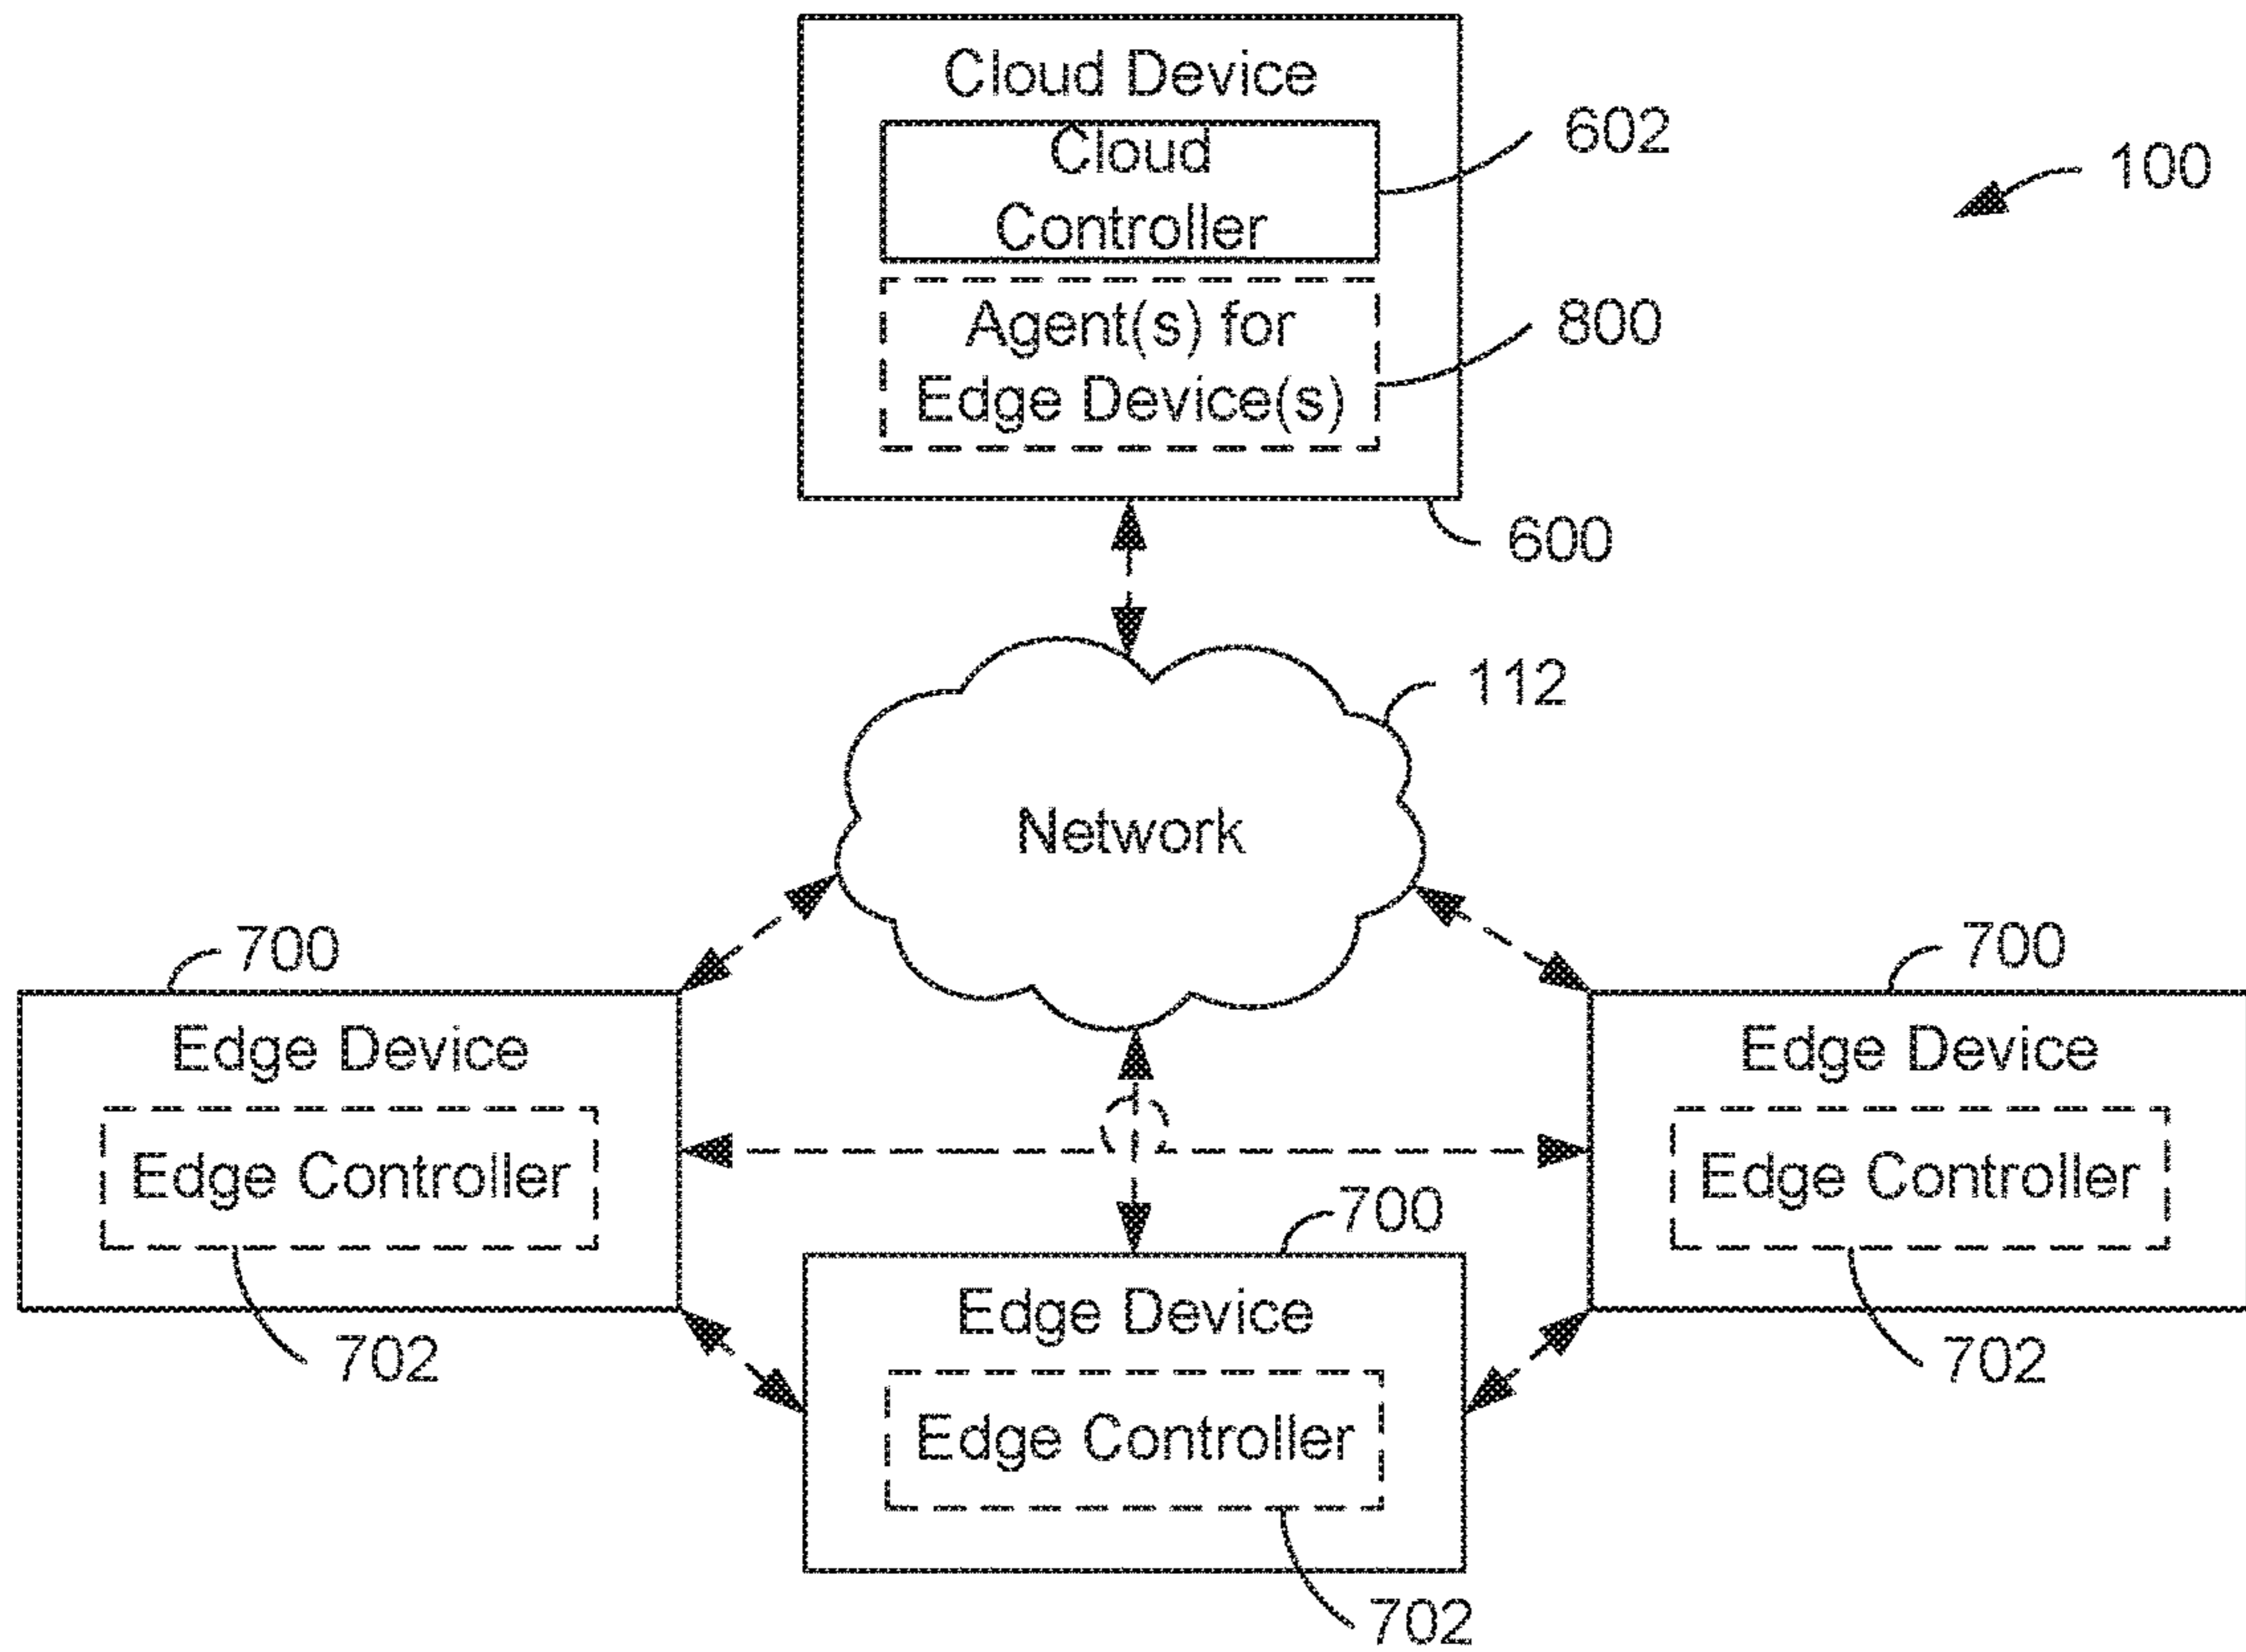 Cloud Device
Cloud
Controller
602
100
Agent(s) for
Edge Device(s)
800
600
112
Network
700
700
Edge Device
Edge Device
Edge Controller
Edge Controller
700
Edge Device
702
702
Edge Controller
702